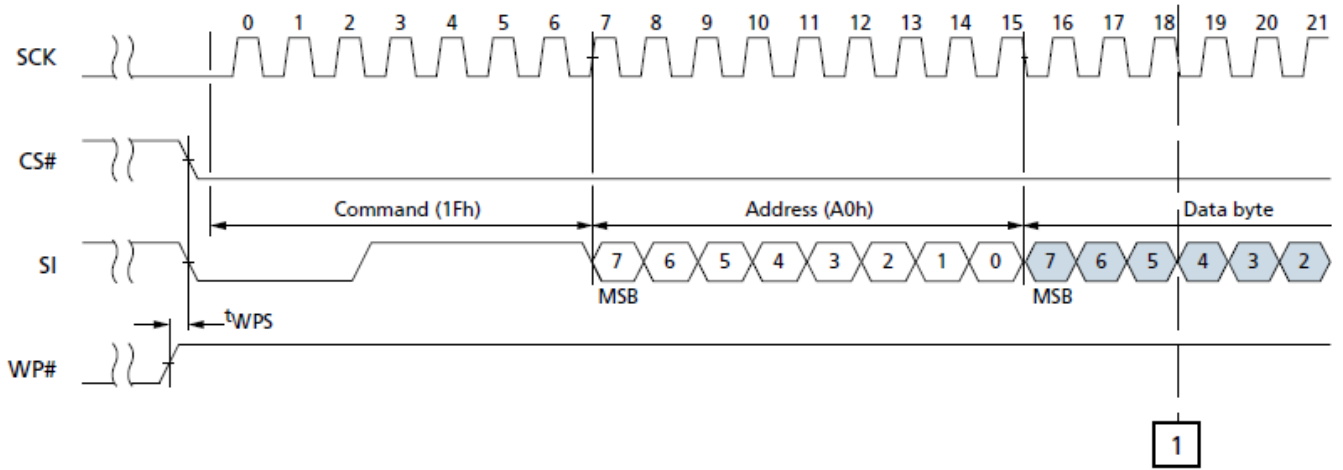 0 1 2 3 4 5 6 7 8 9 10 11 12 13 14 15 16 17 18 19 20 21
SCK
CS#
Command (1Fh) Address (A0h) Data byte
SI 7 6 5 4 3 2 1 0 7 6 5 4 3 2
MSB MSB
tWPS
WP#
1